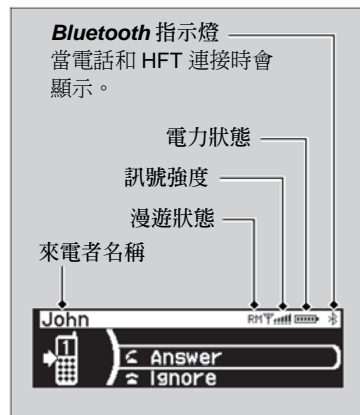 Bluetooth 指示燈
當電話和 HFT 連接時會
顯示。
電力狀態
訊號強度
漫遊狀態
來電者名稱
John
RM
1
Answer
Ignore